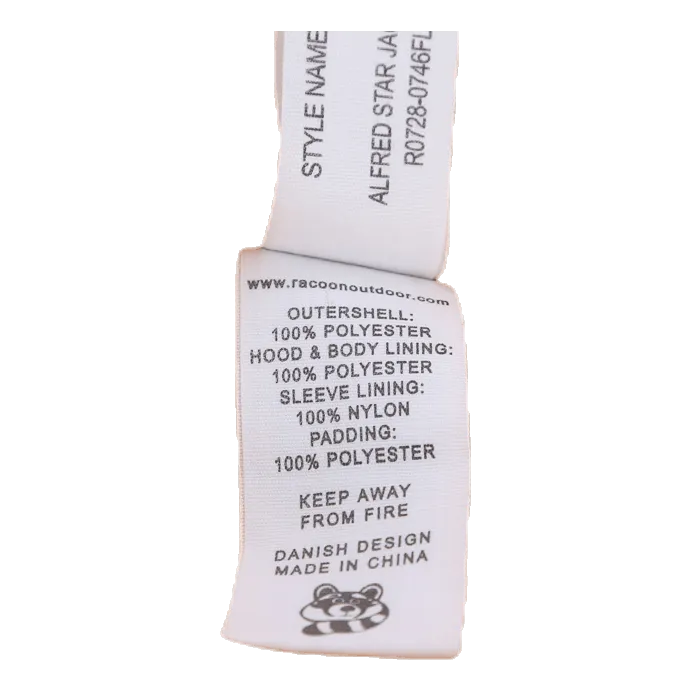 STYLE NAME
ALFRED STAR
R0728-0746FL
www.racoonoutdoor.com
OUTERSHELL:
100% POLYESTER
HOOD & BODY LINING:
100% POLYESTER
SLEEVE LINING:
100% NYLON
PADDING:
100% POLYESTER
KEEP AWAY
FROM FIRE
DANISH DESIGN
MADE IN CHINA